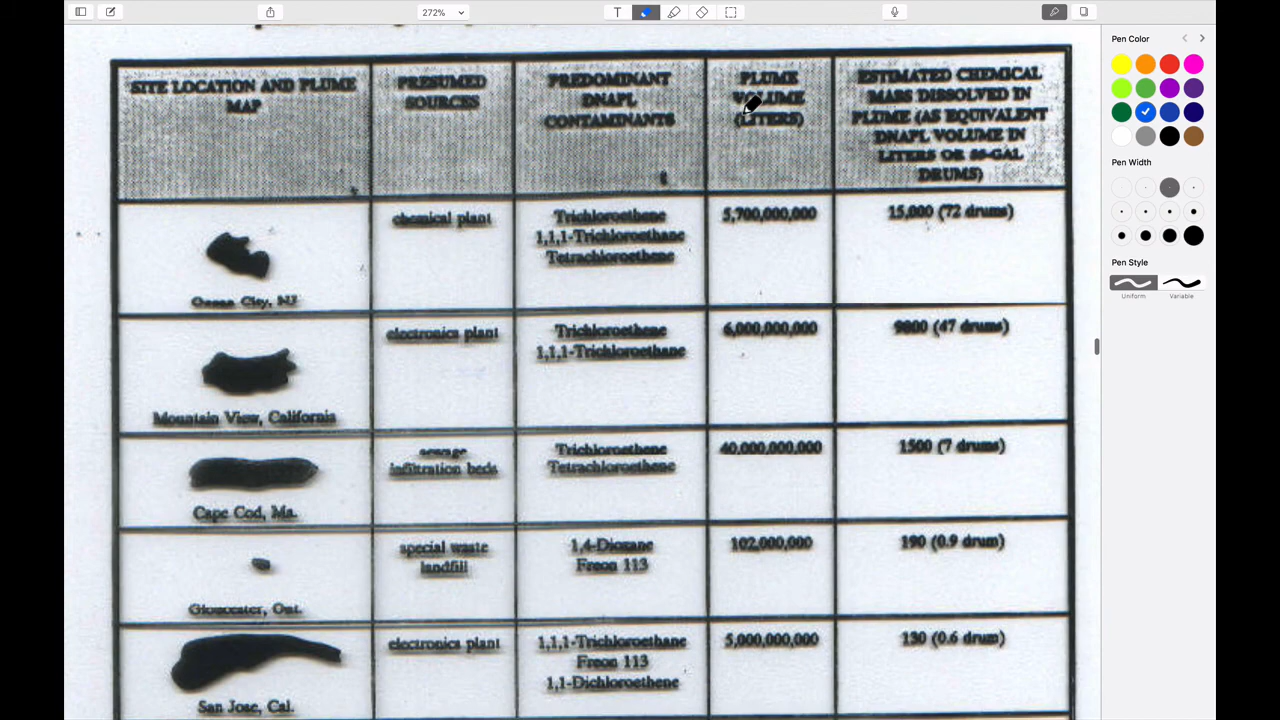 272%
T
Pen Color
Pen Width
Pen Style
Uniform
Variable
SITE LOCATION AND PLUME
MAP
PRESUMED
SOURCES
PREDOMINANT
DNAPL
CONTAMINANTS
PLUME
VOLUME
(LITERS)
ESTIMATED CHEMICAL
MASS DISSOLVED IN
PLUME (AS EQUIVALENT
DNAPL VOLUME IN
LITERS OR 55-GAL
DRUMS)
Ocean City, NJ
chemical plant
Trichloroethene
1,1,1-Trichloroethane
Tetrachloroethene
5,700,000,000
15,000 (72 drums)
Mountain View, California
electronics plant
Trichloroethene
1,1,1-Trichloroethane
6,000,000,000
9800 (47 drums)
Cape Cod, Ma.
sewage
infiltration beds
Trichloroethene
Tetrachloroethene
40,000,000,000
1500 (7 drums)
Gloucester, Ont.
special waste
landfill
1,4-Dioxane
Freon 113
102,000,000
190 (0.9 drum)
San Jose, Cal.
electronics plant
1,1,1-Trichloroethane
Freon 113
1,1-Dichloroethene
5,000,000,000
130 (0.6 drum)